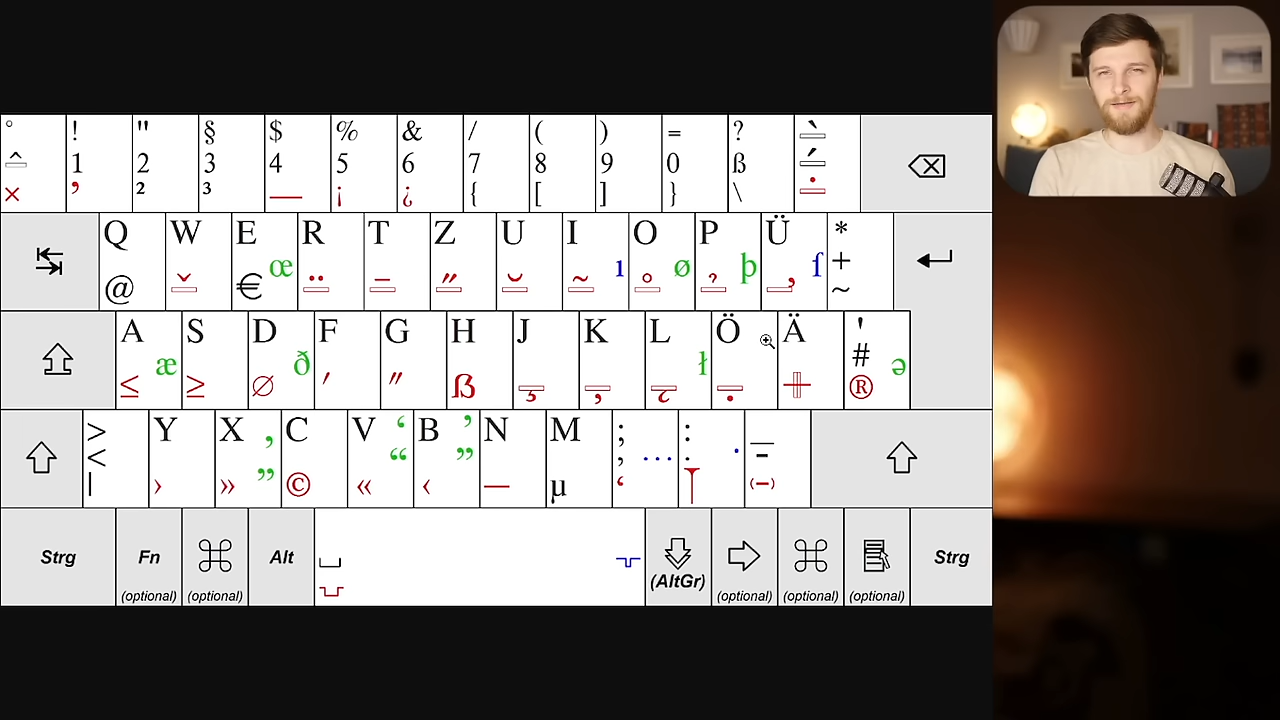 ° ! " § $ % & / ( ) = ? `
^ 1 2 3 4 5 6 7 8 9 0 ß ´
× ’ ² ³ — ¡ ¿ { [ ] } \ ˙
Q W E R T Z U I O P Ü *
œ ı ø þ ſ +
@ ˇ € ¨ – ˝ ˘ ~ ° ̉ ̛ ~
A S D F G H J K L Ö Ä '
æ ð ł # ə
≤ ≥ ∅ ′ ″ ẞ ®
> Y X C V B N M ; : _
< ’ ‘ ’ , … . · -
” “ ”
| › » © « ‹ – µ ‘
Strg Fn Alt (AltGr) Strg
(optional) (optional) (optional) (optional) (optional)